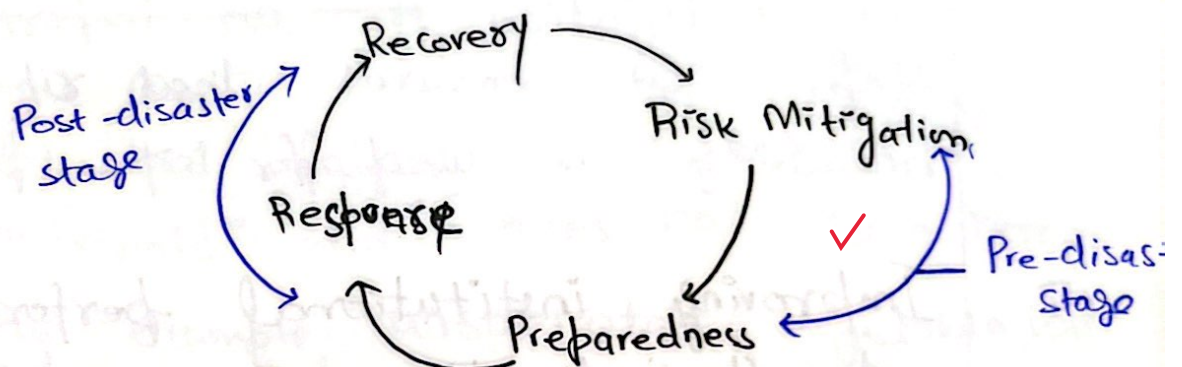 Recovery
Post-disaster
stage
Risk Mitigation
Response
Pre-disas-
stage
Preparedness